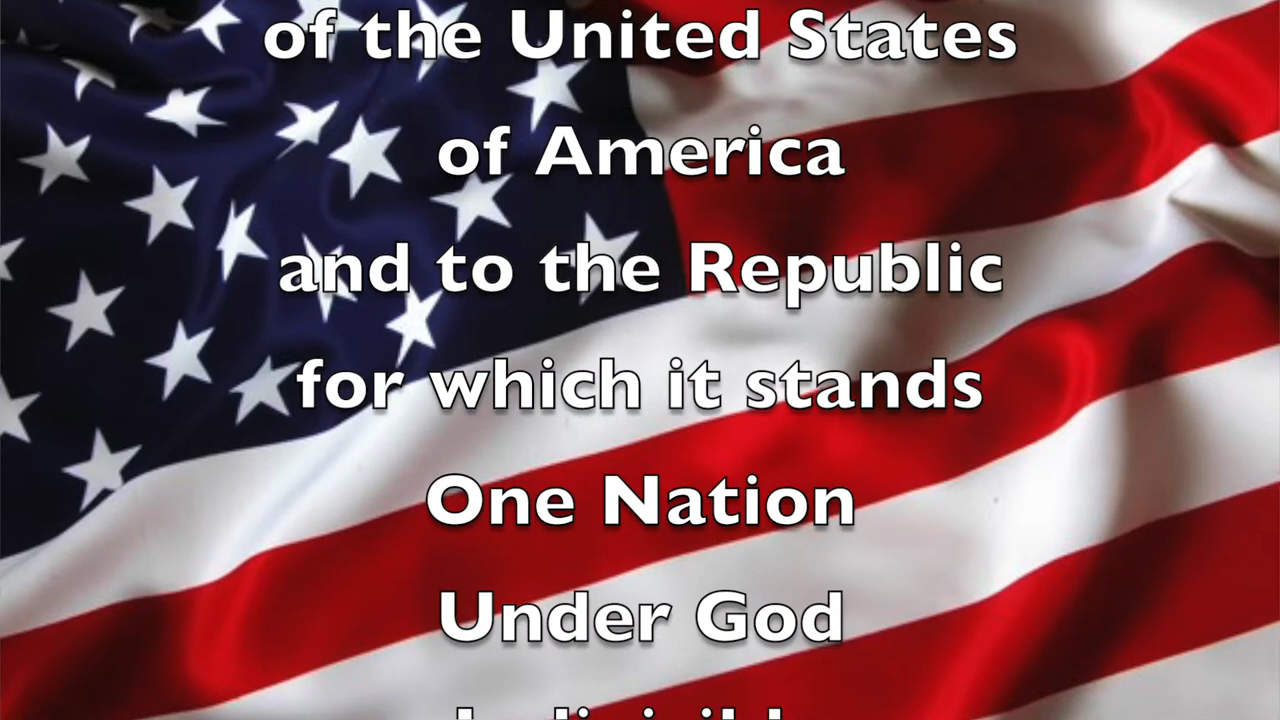 of the United States
of America
and to the Republic
for which it stands
One Nation
Under God